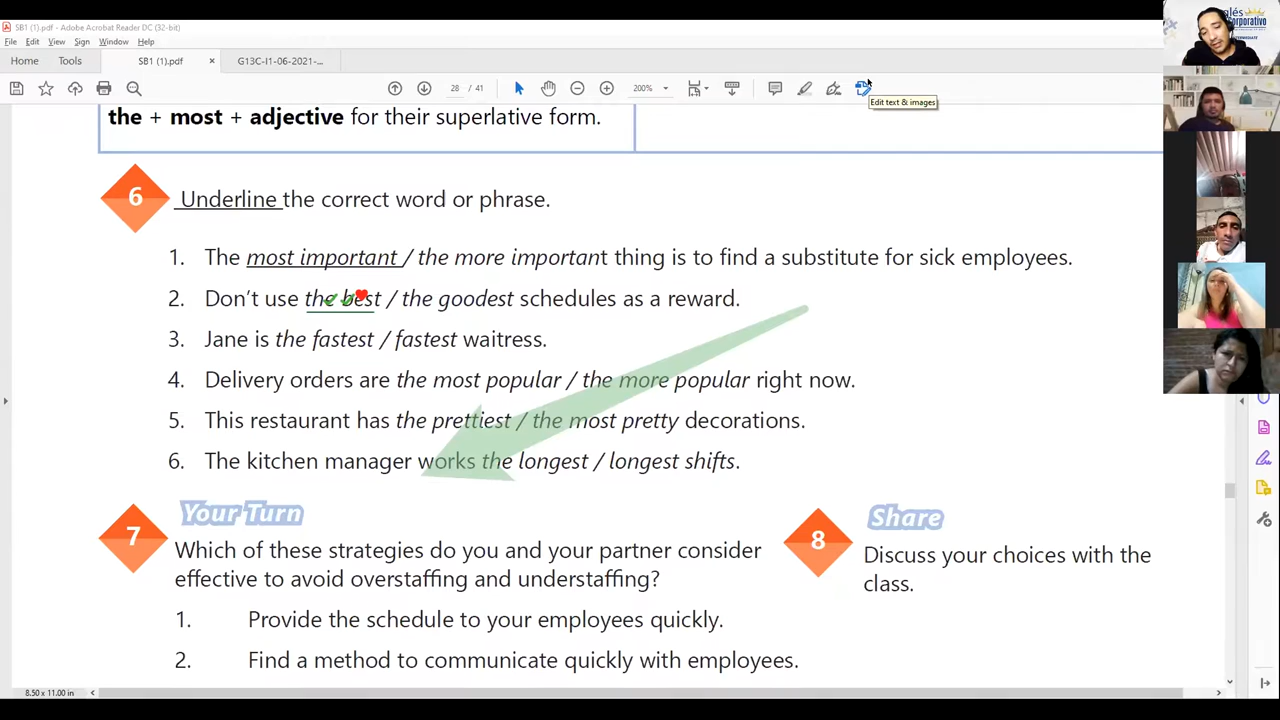 SB1 (1).pdf - Adobe Acrobat Reader DC (32-bit)
File Edit View Sign Window Help
Home Tools SB1 (1).pdf × G13C-I1-06-2021-...
28 / 41 200%
Edit text & images
the + most + adjective for their superlative form.
6 Underline the correct word or phrase.
1. The most important / the more important thing is to find a substitute for sick employees.
2. Don't use the best / the goodest schedules as a reward.
3. Jane is the fastest / fastest waitress.
4. Delivery orders are the most popular / the more popular right now.
5. This restaurant has the prettiest / the most pretty decorations.
6. The kitchen manager works the longest / longest shifts.
7 Your Turn
Which of these strategies do you and your partner consider
effective to avoid overstaffing and understaffing?
1. Provide the schedule to your employees quickly.
2. Find a method to communicate quickly with employees.
8 Share
Discuss your choices with the
class.
8.50 x 11.00 in
glés
Corporativo